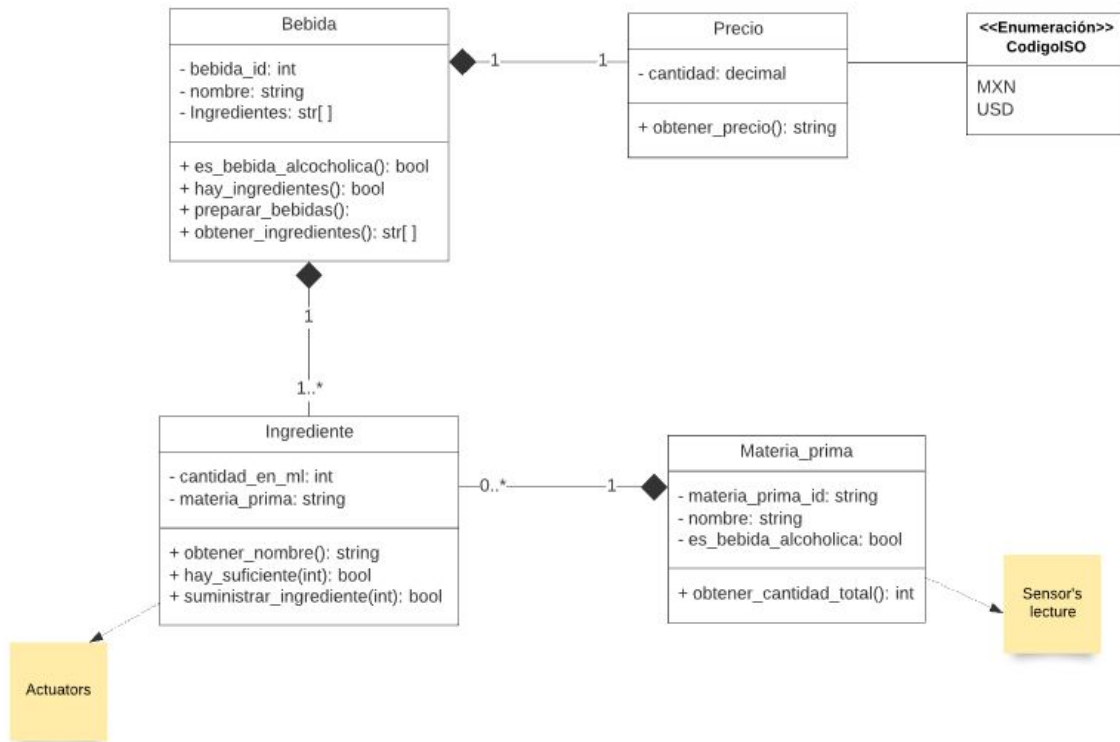 Bebida
- bebida_id: int
- nombre: string
- Ingredientes: str[ ]
+ es_bebida_alcocholica(): bool
+ hay_ingredientes(): bool
+ preparar_bebidas():
+ obtener_ingredientes(): str[ ]
1
1
Precio
- cantidad: decimal
+ obtener_precio(): string
<<Enumeración>>
CodigoISO
MXN
USD
1
1..*
Ingrediente
- cantidad_en_ml: int
- materia_prima: string
+ obtener_nombre(): string
+ hay_suficiente(int): bool
+ suministrar_ingrediente(int): bool
0..*
1
Materia_prima
- materia_prima_id: string
- nombre: string
- es_bebida_alcoholica: bool
+ obtener_cantidad_total(): int
Sensor's
lecture
Actuators